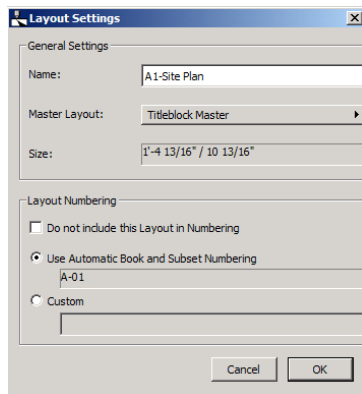 Layout Settings
General Settings
Name: A1-Site Plan
Master Layout: Titleblock Master
Size: 1'-4 13/16" / 10 13/16"
Layout Numbering
Do not include this Layout in Numbering
Use Automatic Book and Subset Numbering
A-01
Custom
Cancel OK